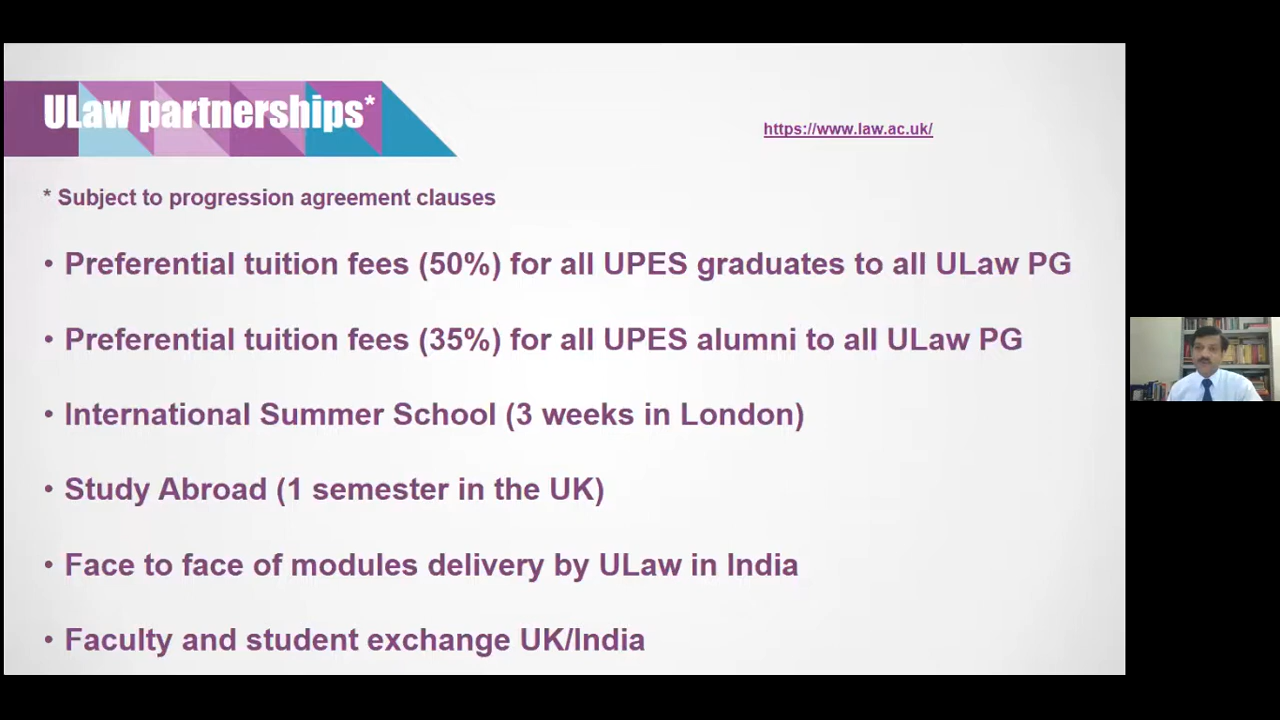 ULaw partnerships*
https://www.law.ac.uk/
* Subject to progression agreement clauses
• Preferential tuition fees (50%) for all UPES graduates to all ULaw PG
• Preferential tuition fees (35%) for all UPES alumni to all ULaw PG
• International Summer School (3 weeks in London)
• Study Abroad (1 semester in the UK)
• Face to face of modules delivery by ULaw in India
• Faculty and student exchange UK/India